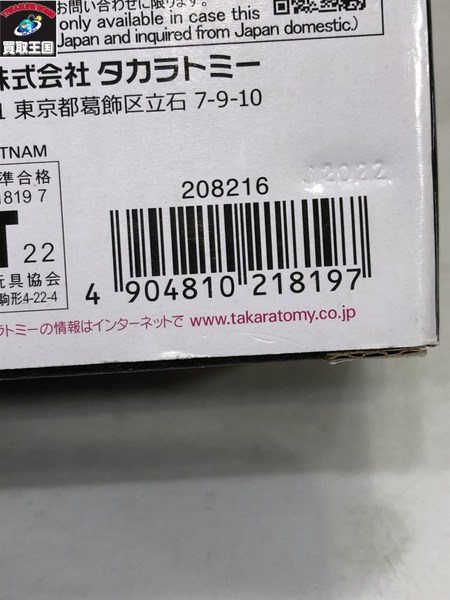 買取王国
お問い合わせに限ります。
only available in case this
Japan and inquired from Japan domestic.)
株式会社 タカラトミー
1 東京都葛飾区立石 7-9-10
TNAM
準合格
819 7
T 22
玩具協会
駒形4-22-4
208216
J2022
4 904810 218197
ラトミーの情報はインターネットで www.takaratomy.co.jp